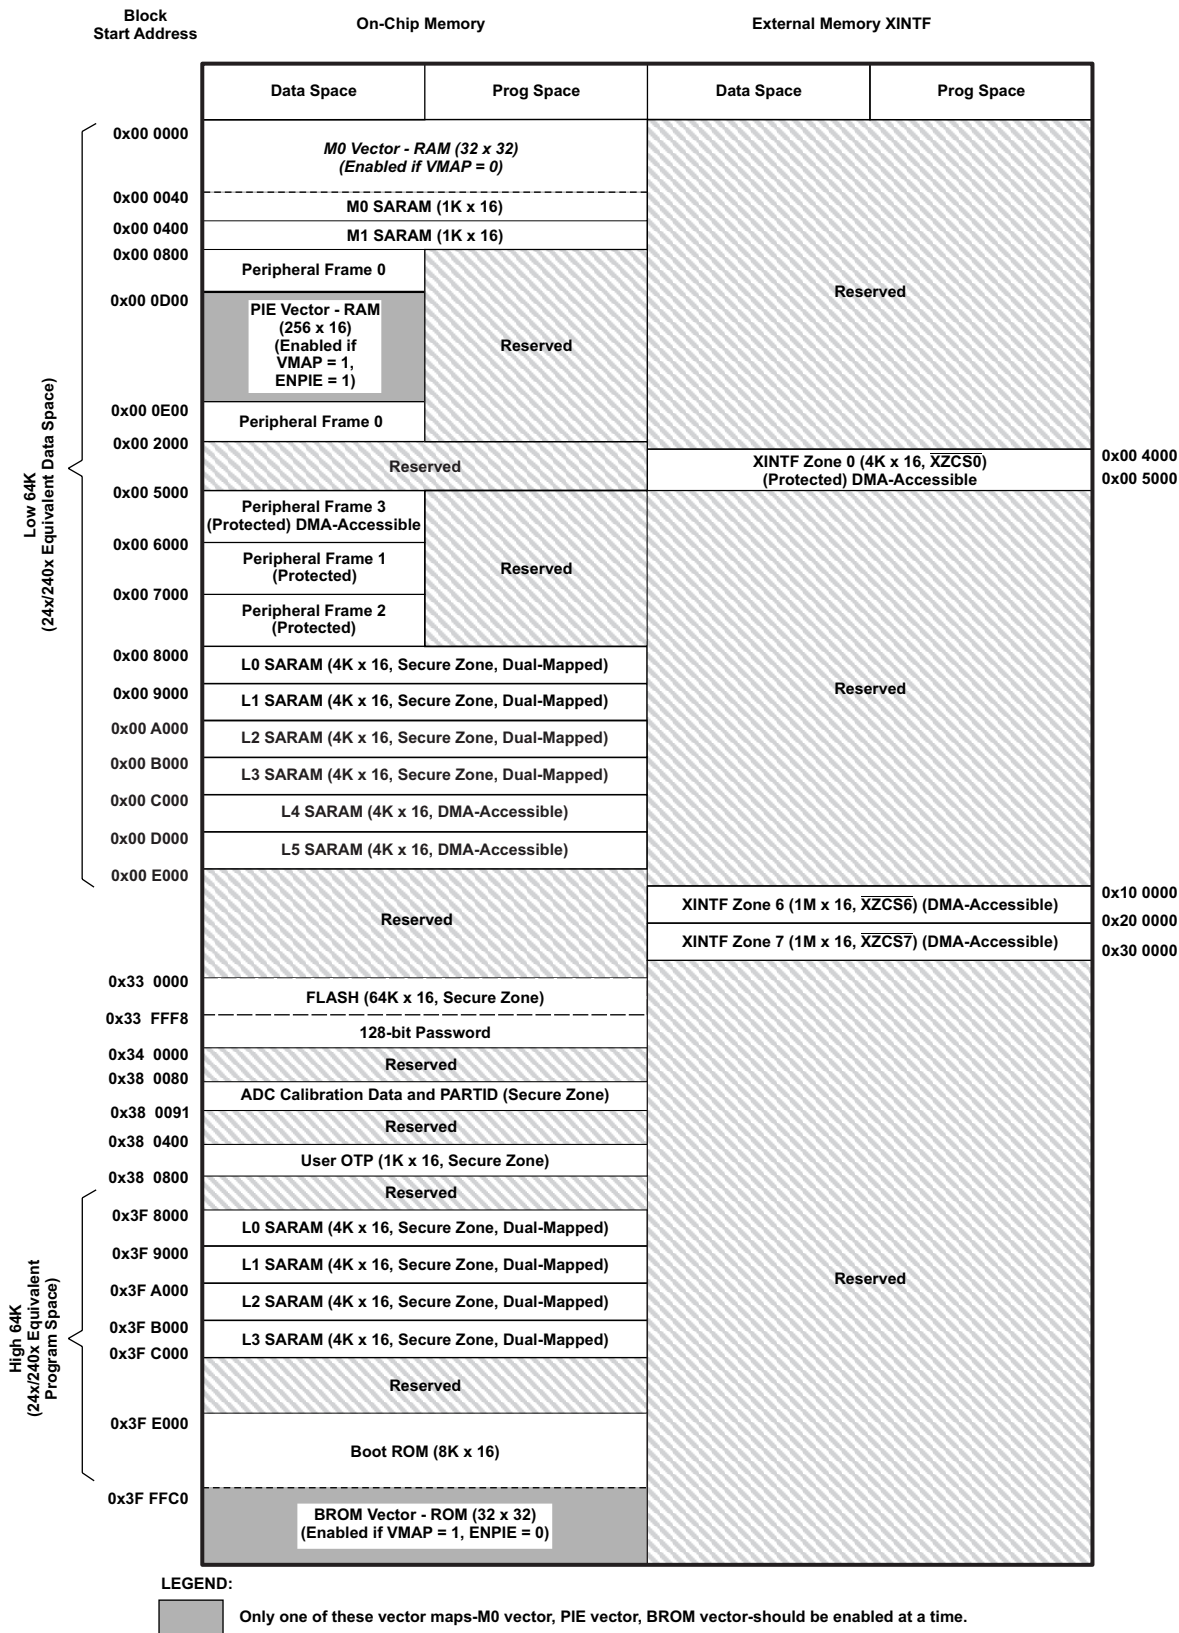 Block
Start Address
On-Chip Memory
External Memory XINTF
Data Space
Prog Space
Data Space
Prog Space
0x00 0000
M0 Vector - RAM (32 x 32)
(Enabled if VMAP = 0)
0x00 0040
M0 SARAM (1K x 16)
0x00 0400
M1 SARAM (1K x 16)
0x00 0800
Peripheral Frame 0
Reserved
0x00 0D00
PIE Vector - RAM
(256 x 16)
(Enabled if
VMAP = 1,
ENPIE = 1)
Reserved
0x00 0E00
Peripheral Frame 0
0x00 2000
Reserved
XINTF Zone 0 (4K x 16, XZCS0)
(Protected) DMA-Accessible
0x00 4000
0x00 5000
0x00 5000
Peripheral Frame 3
(Protected) DMA-Accessible
0x00 6000
Peripheral Frame 1
(Protected)
Reserved
0x00 7000
Peripheral Frame 2
(Protected)
Low 64K
(24x/240x Equivalent Data Space)
0x00 8000
L0 SARAM (4K x 16, Secure Zone, Dual-Mapped)
0x00 9000
L1 SARAM (4K x 16, Secure Zone, Dual-Mapped)
Reserved
0x00 A000
L2 SARAM (4K x 16, Secure Zone, Dual-Mapped)
0x00 B000
L3 SARAM (4K x 16, Secure Zone, Dual-Mapped)
0x00 C000
L4 SARAM (4K x 16, DMA-Accessible)
0x00 D000
L5 SARAM (4K x 16, DMA-Accessible)
0x00 E000
Reserved
XINTF Zone 6 (1M x 16, XZCS6) (DMA-Accessible)
0x10 0000
0x20 0000
XINTF Zone 7 (1M x 16, XZCS7) (DMA-Accessible)
0x30 0000
0x33 0000
FLASH (64K x 16, Secure Zone)
0x33 FFF8
128-bit Password
0x34 0000
Reserved
0x38 0080
ADC Calibration Data and PARTID (Secure Zone)
0x38 0091
Reserved
0x38 0400
User OTP (1K x 16, Secure Zone)
0x38 0800
Reserved
0x3F 8000
L0 SARAM (4K x 16, Secure Zone, Dual-Mapped)
0x3F 9000
L1 SARAM (4K x 16, Secure Zone, Dual-Mapped)
Reserved
0x3F A000
L2 SARAM (4K x 16, Secure Zone, Dual-Mapped)
0x3F B000
L3 SARAM (4K x 16, Secure Zone, Dual-Mapped)
0x3F C000
High 64K
(24x/240x Equivalent
Program Space)
Reserved
0x3F E000
Boot ROM (8K x 16)
0x3F FFC0
BROM Vector - ROM (32 x 32)
(Enabled if VMAP = 1, ENPIE = 0)
LEGEND:
Only one of these vector maps-M0 vector, PIE vector, BROM vector-should be enabled at a time.